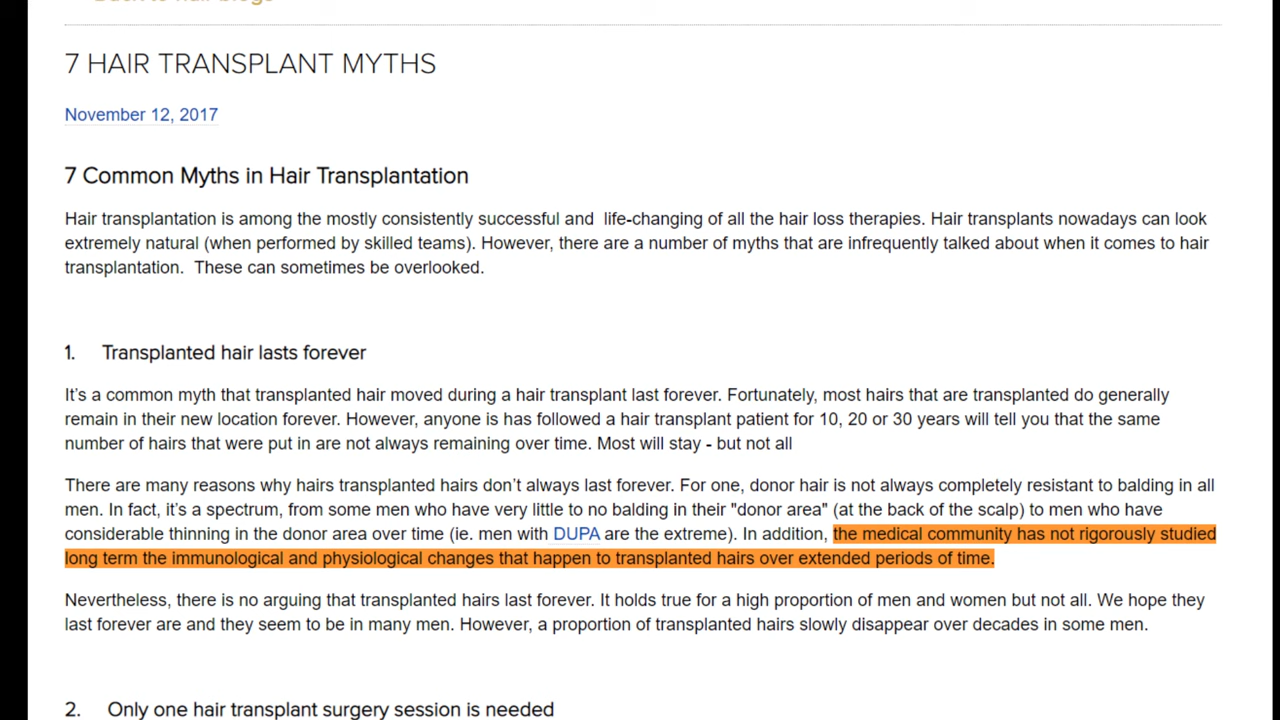 Back to hair blogs
7 HAIR TRANSPLANT MYTHS
November 12, 2017
7 Common Myths in Hair Transplantation
Hair transplantation is among the mostly consistently successful and  life-changing of all the hair loss therapies. Hair transplants nowadays can look
extremely natural (when performed by skilled teams). However, there are a number of myths that are infrequently talked about when it comes to hair
transplantation.  These can sometimes be overlooked.
1. Transplanted hair lasts forever
It’s a common myth that transplanted hair moved during a hair transplant last forever. Fortunately, most hairs that are transplanted do generally
remain in their new location forever. However, anyone is has followed a hair transplant patient for 10, 20 or 30 years will tell you that the same
number of hairs that were put in are not always remaining over time. Most will stay - but not all
There are many reasons why hairs transplanted hairs don’t always last forever. For one, donor hair is not always completely resistant to balding in all
men. In fact, it’s a spectrum, from some men who have very little to no balding in their "donor area" (at the back of the scalp) to men who have
considerable thinning in the donor area over time (ie. men with DUPA are the extreme). In addition, the medical community has not rigorously studied
long term the immunological and physiological changes that happen to transplanted hairs over extended periods of time.
Nevertheless, there is no arguing that transplanted hairs last forever. It holds true for a high proportion of men and women but not all. We hope they
last forever are and they seem to be in many men. However, a proportion of transplanted hairs slowly disappear over decades in some men.
2. Only one hair transplant surgery session is needed